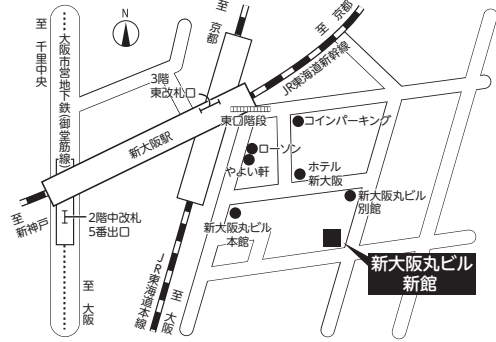 N
至 千里中央
大阪市営地下鉄(御堂筋線)
至 京都
至 京都
JR東海道新幹線
3階
東改札口
新大阪駅
東口階段
コインパーキング
ローソン
やよい軒
ホテル
新大阪
新大阪丸ビル
別館
至
新神戸
2階中改札
5番出口
新大阪丸ビル
本館
新大阪丸ビル
新館
至 大阪
JR東海道本線
至 大阪